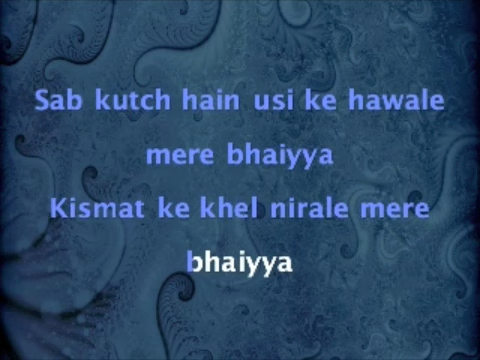 Sab kutch hain usi ke hawale
mere bhaiyya
Kismat ke khel nirale mere
bhaiyya